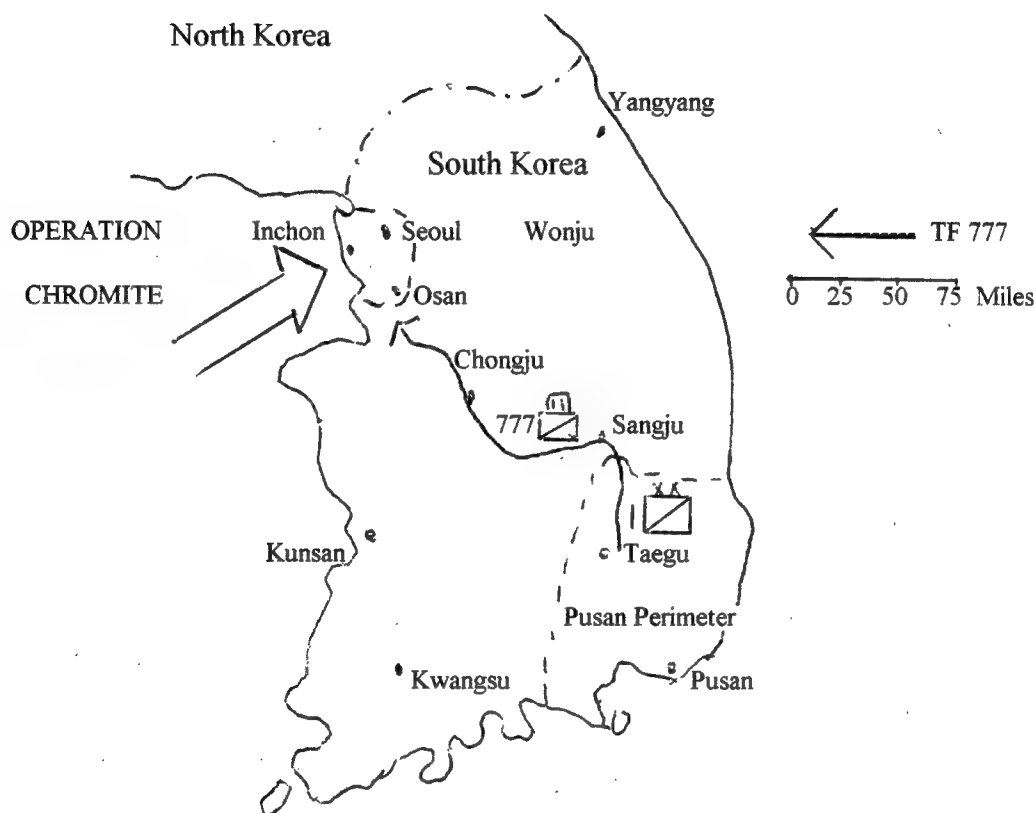 North Korea
Yangyang
South Korea
OPERATION Inchon Seoul Wonju TF 777
CHROMITE Osan 0 25 50 75 Miles
Chongju
777 Sangju
Kunsan Taegu
Pusan Perimeter
Kwangsu Pusan